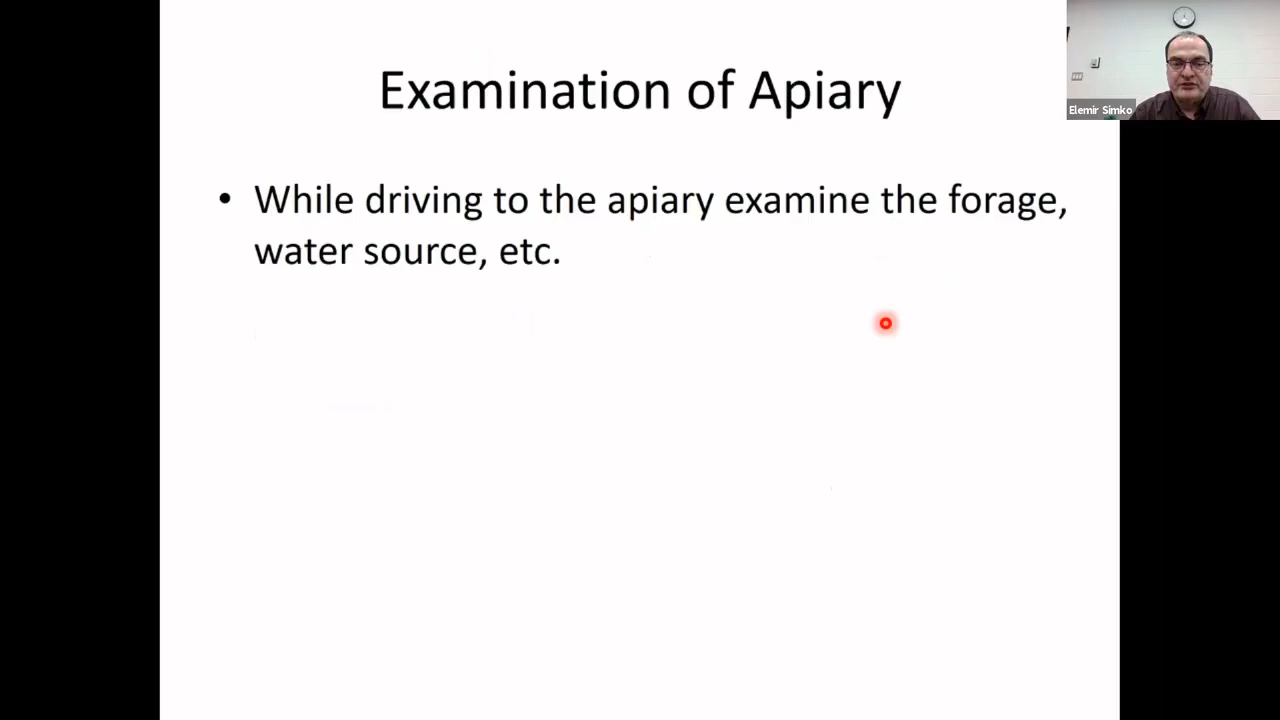 Examination of Apiary
Elemir Simko
• While driving to the apiary examine the forage,
water source, etc.